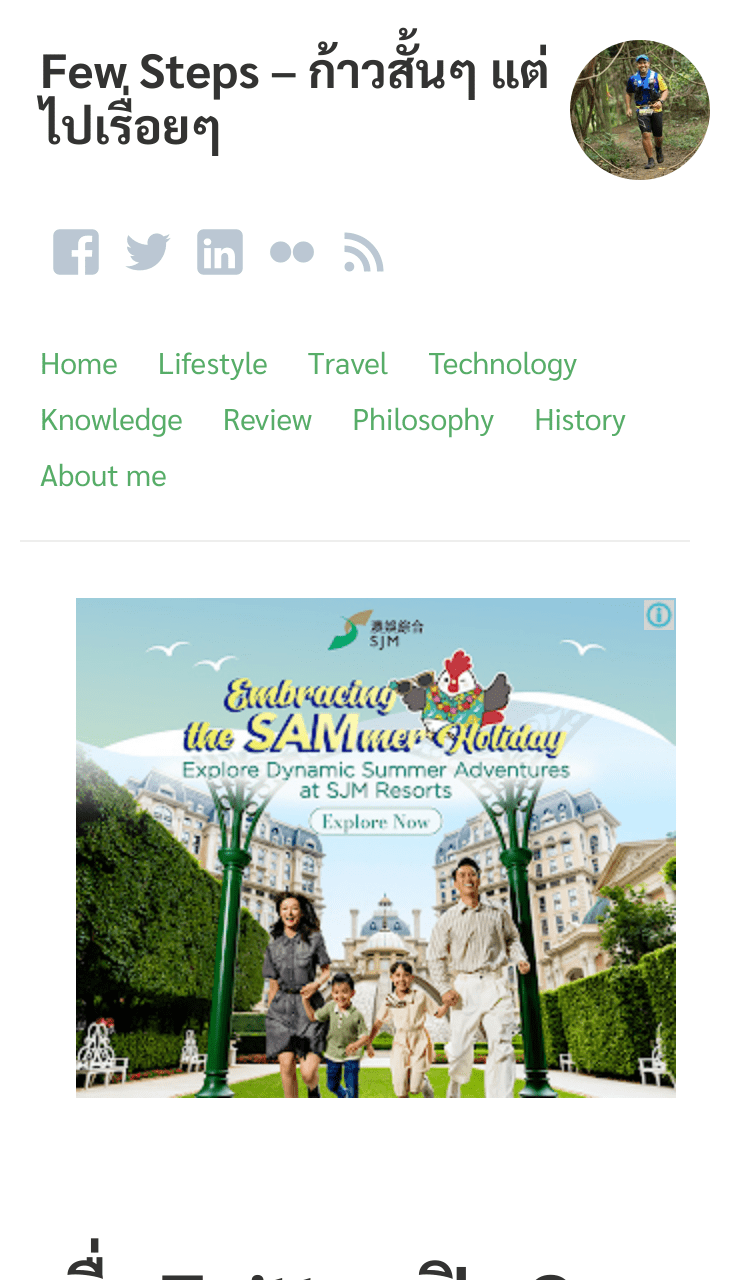 Few Steps – ก้าวสั้นๆ แต่
ไปเรื่อยๆ
Home Lifestyle Travel Technology
Knowledge Review Philosophy History
About me
澳娛綜合
SJM
Embracing
the SAMmer Holiday
Explore Dynamic Summer Adventures
at SJM Resorts
Explore Now